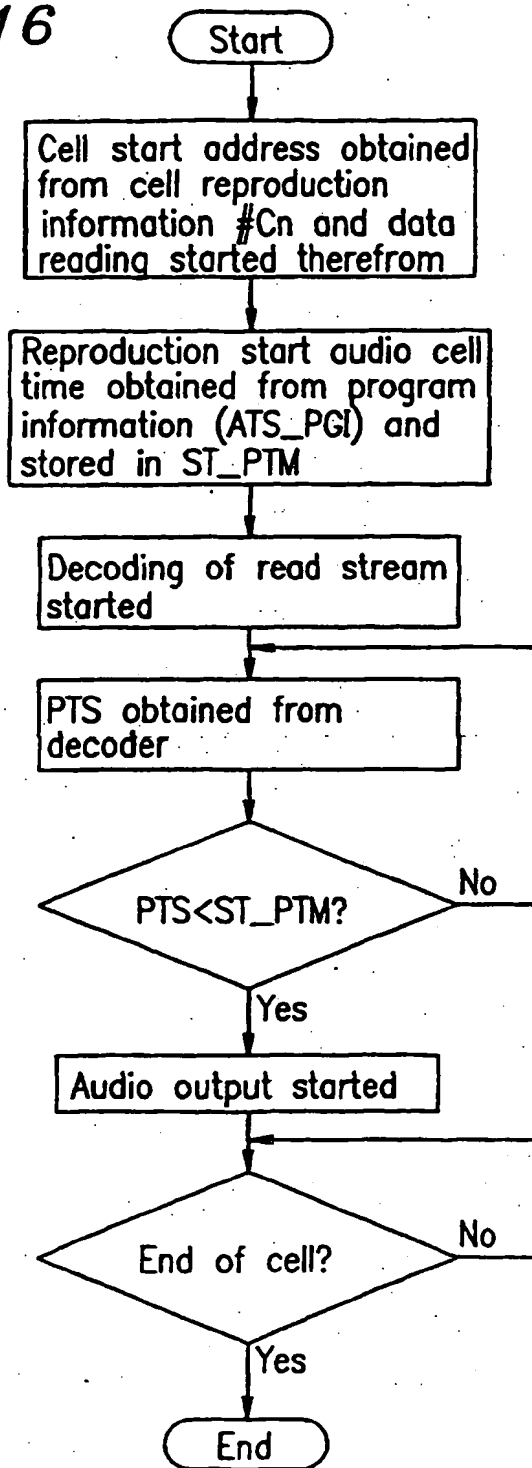 16
Start
Cell start address obtained
from cell reproduction
information #Cn and data
reading started therefrom
Reproduction start audio cell
time obtained from program
information (ATS_PGI) and
stored in ST_PTM
Decoding of read stream
started
PTS obtained from
decoder
PTS<ST_PTM?
No
Yes
Audio output started
End of cell?
No
Yes
End